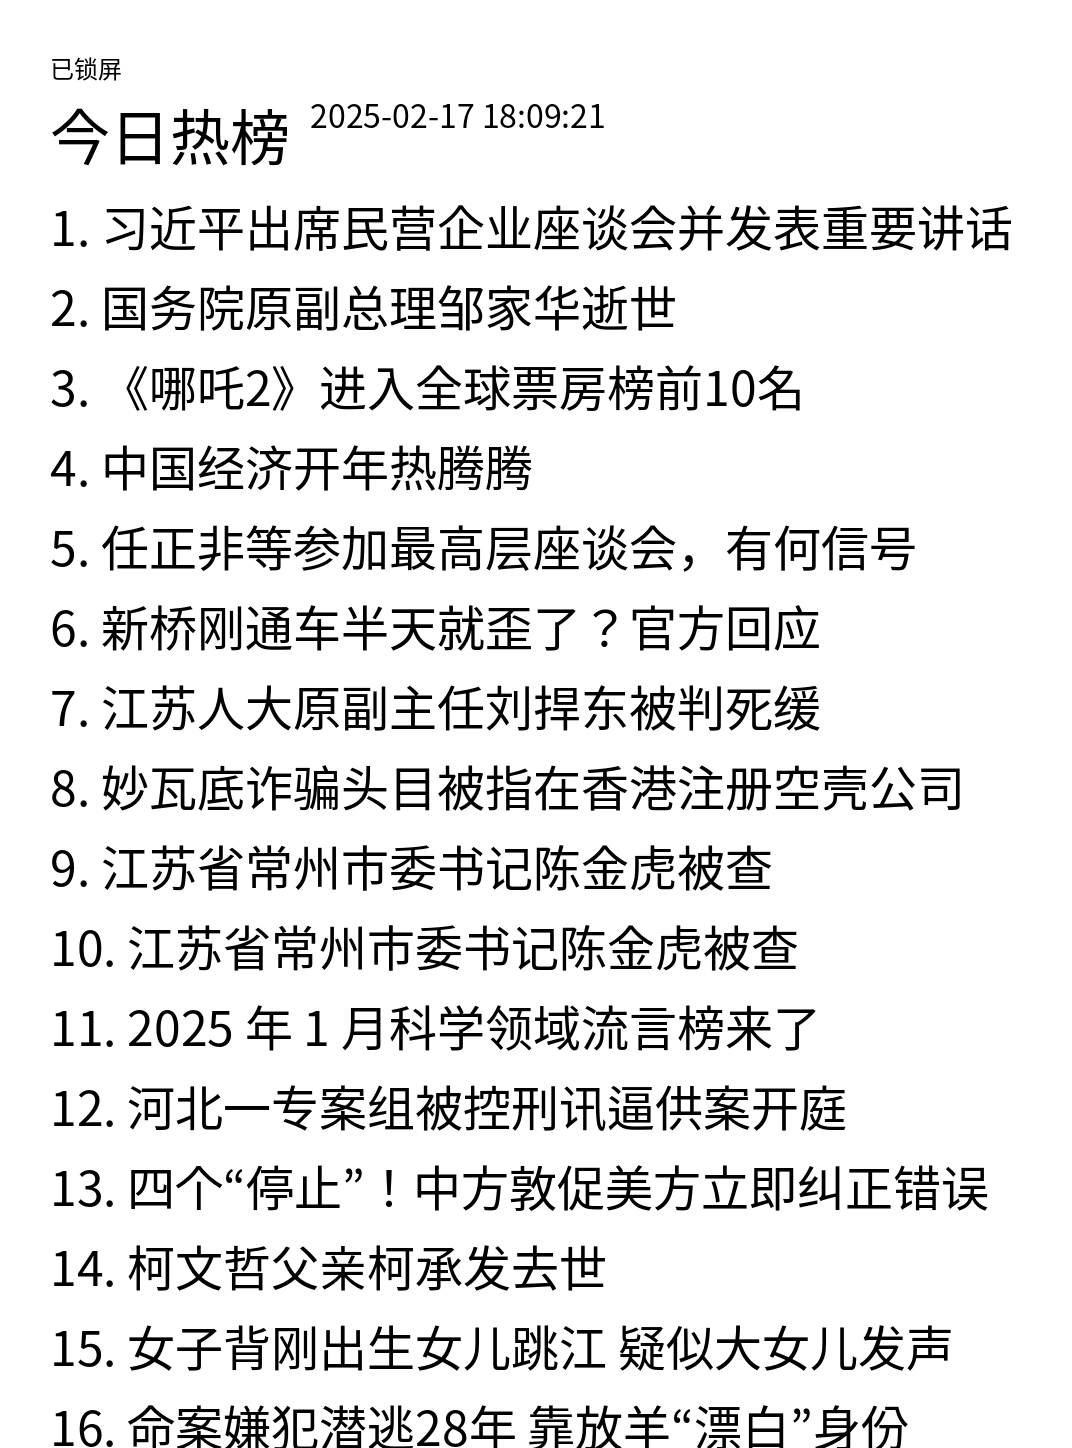 已锁屏
今日热榜 2025-02-17 18:09:21
1. 习近平出席民营企业座谈会并发表重要讲话
2. 国务院原副总理邹家华逝世
3. 《哪吒2》进入全球票房榜前10名
4. 中国经济开年热腾腾
5. 任正非等参加最高层座谈会，有何信号
6. 新桥刚通车半天就歪了？官方回应
7. 江苏人大原副主任刘捍东被判死缓
8. 妙瓦底诈骗头目被指在香港注册空壳公司
9. 江苏省常州市委书记陈金虎被查
10. 江苏省常州市委书记陈金虎被查
11. 2025 年 1 月科学领域流言榜来了
12. 河北一专案组被控刑讯逼供案开庭
13. 四个“停止”！中方敦促美方立即纠正错误
14. 柯文哲父亲柯承发去世
15. 女子背刚出生女儿跳江 疑似大女儿发声
16. 命案嫌犯潜逃28年 靠放羊“漂白”身份